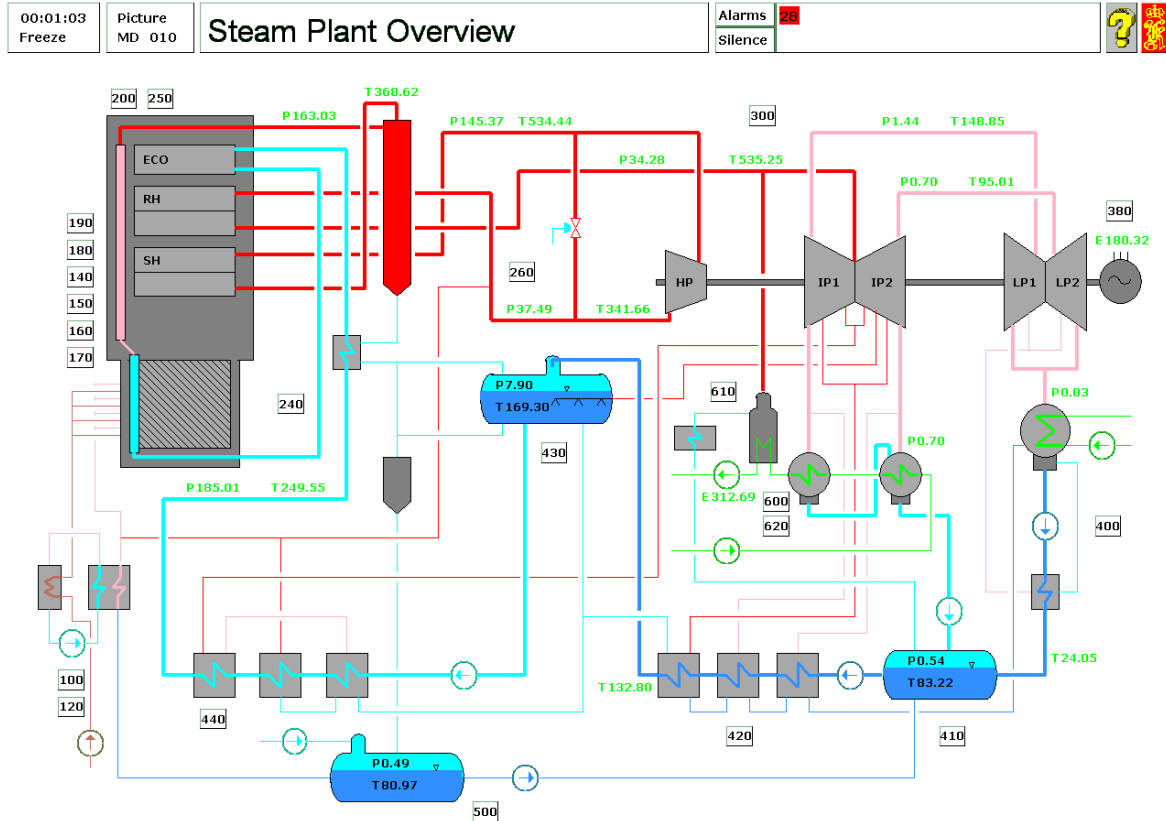 00:01:03
Freeze
Picture
MD 010
Steam Plant Overview
Alarms 28
Silence
?
200 250
T368.62
P163.03
P145.37 T534.44
300
P1.44 T148.85
ECO
P34.28
T535.25
RH
P0.70 T95.01
190
380
180
SH
E180.32
260
140
HP
IP1 IP2
LP1 LP2
150
P37.49 T341.66
160
170
240
P7.90
T169.30
610
P0.03
430
P0.70
P185.01 T249.55
E312.69
600
620
400
P0.54
T24.05
100
T132.80
T83.22
120
440
420
410
P0.49
T80.97
500